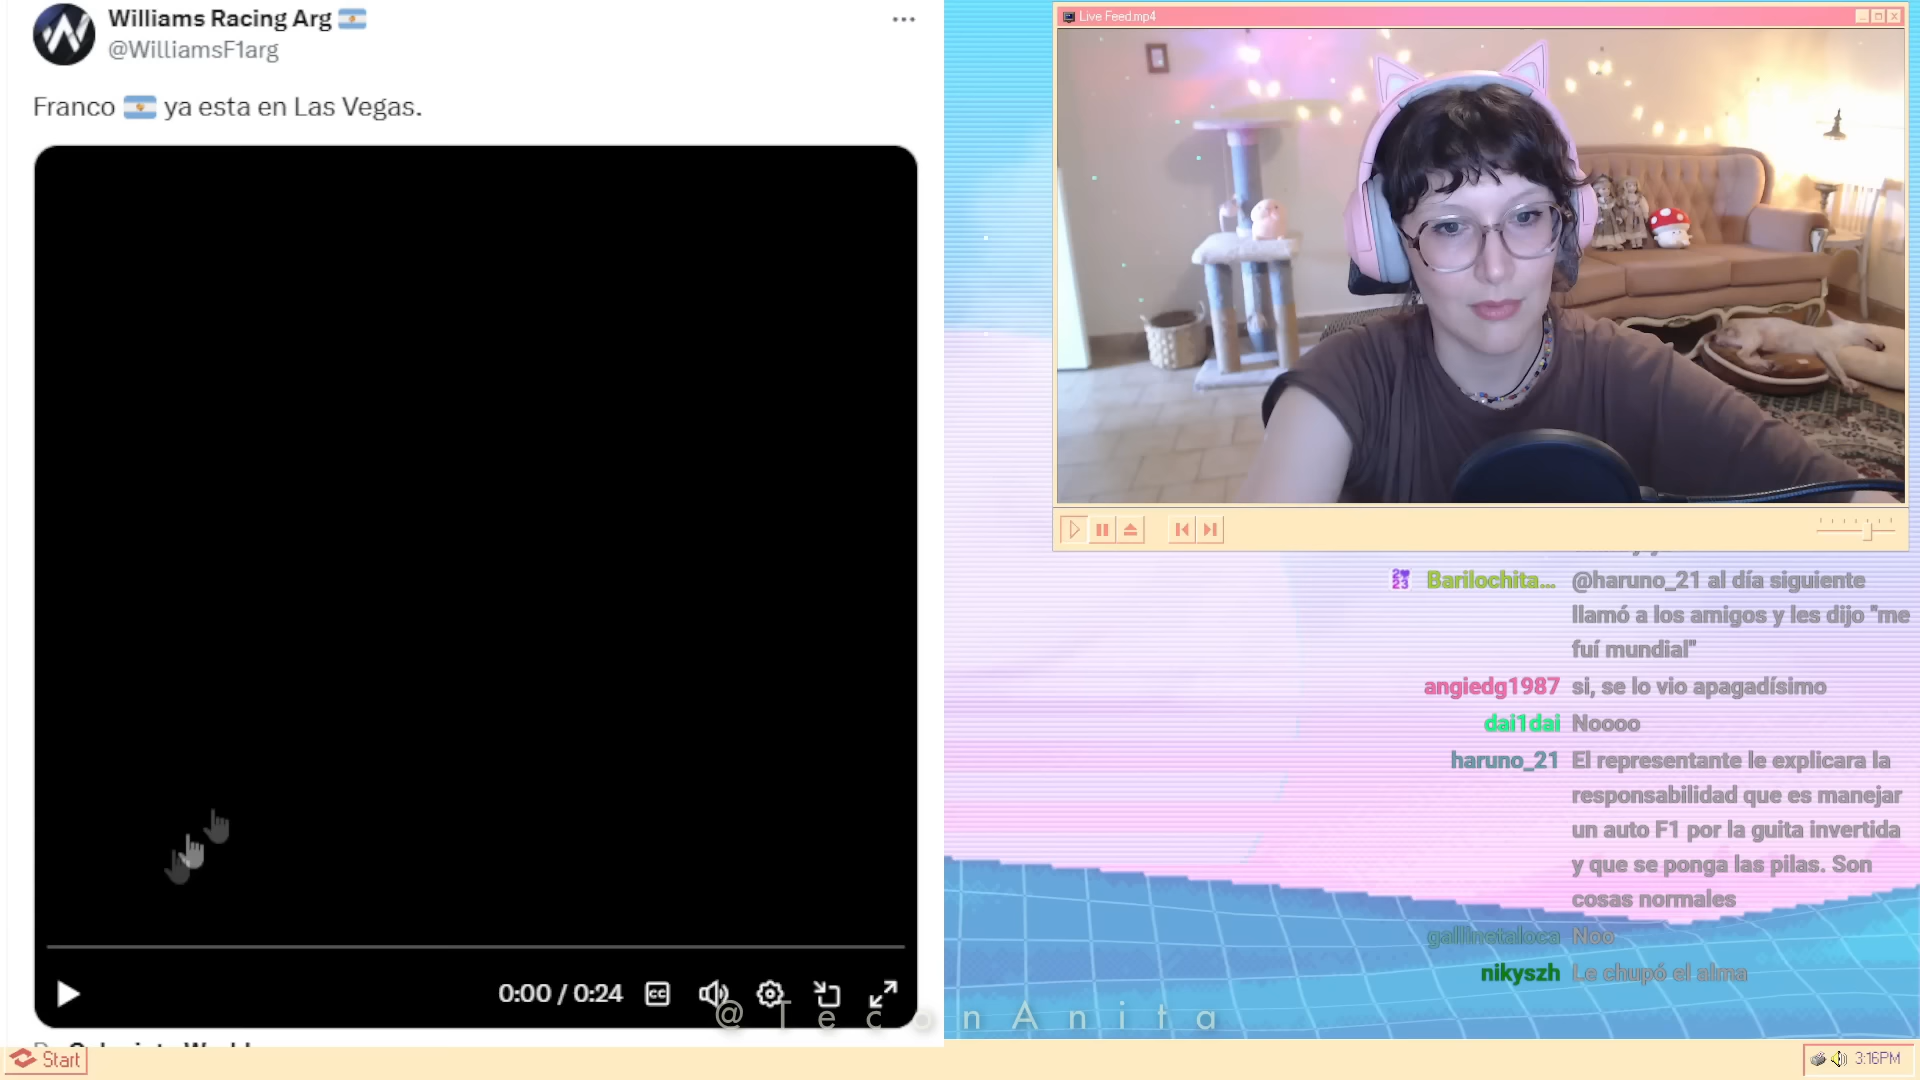 Williams Racing Arg
@WilliamsF1arg
Franco ya esta en Las Vegas.
0:00 / 0:24
CC
Start
Live Feed.mp4
Barilochita... @haruno_21 al día siguiente
llamó a los amigos y les dijo "me
fuí mundial"
angiedg1987 si, se lo vio apagadísimo
dai1dai Noooo
haruno_21 El representante le explicara la
responsabilidad que es manejar
un auto F1 por la guita invertida
y que se ponga las pilas. Son
cosas normales
gallinetaloca Noo
nikyszh Le chupó el alma
@TeconAnita
3:16PM